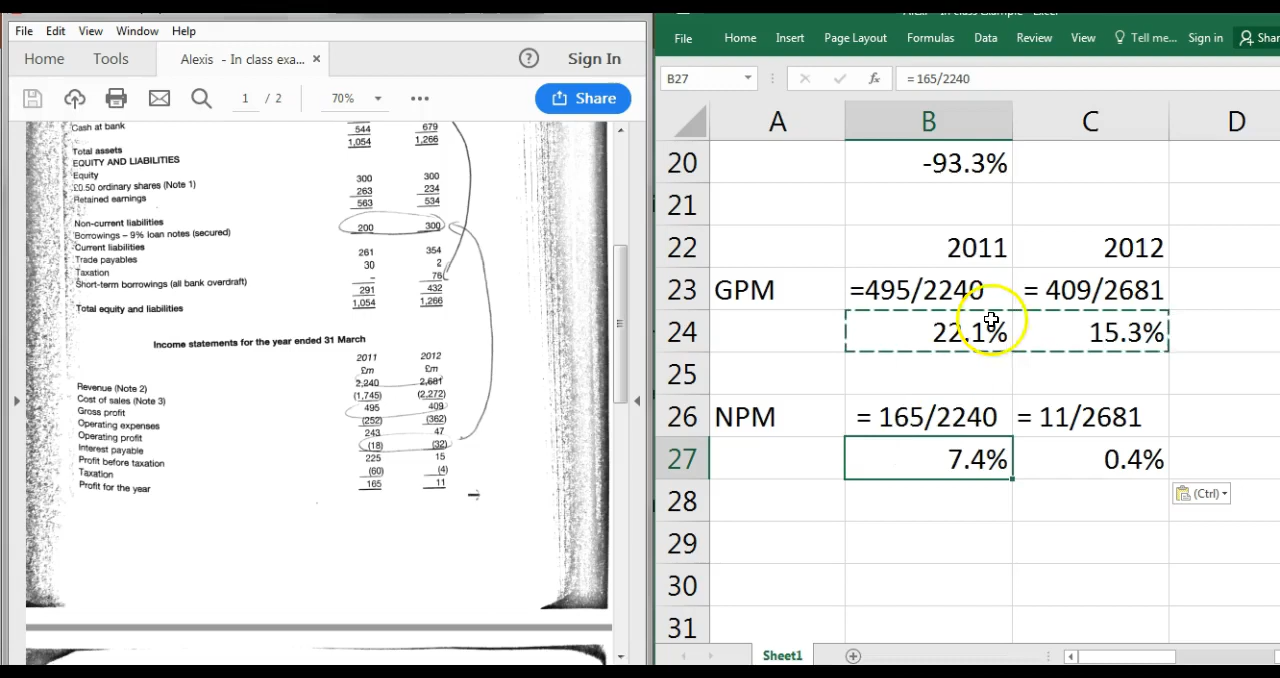 Alexis - In class Example - Excel
File Edit View Window Help
Home Tools Alexis - In class exa... × ? Sign In
1 / 2 70% ••• Share
Cash at bank
544 679
Total assets 1,054 1,266
EQUITY AND LIABILITIES
Equity
£0.50 ordinary shares (Note 1) 300 300
Retained earnings 263 234
563 534
Non-current liabilities
Borrowings – 9% loan notes (secured) 200 300
Current liabilities
Trade payables 261 354
Taxation 30 2
Short-term borrowings (all bank overdraft) – 76
291 432
Total equity and liabilities 1,054 1,266
Income statements for the year ended 31 March
2011 2012
£m £m
Revenue (Note 2) 2,240 2,681
Cost of sales (Note 3) (1,745) (2,272)
Gross profit 495 409
Operating expenses (252) (362)
Operating profit 243 47
Interest payable (18) (32)
Profit before taxation 225 15
Taxation (60) (4)
Profit for the year 165 11
File Home Insert Page Layout Formulas Data Review View Tell me... Sign in Shar
B27 fx = 165/2240
A B C D
20 -93.3%
21
22 2011 2012
23 GPM =495/2240 = 409/2681
24 22.1% 15.3%
25
26 NPM = 165/2240 = 11/2681
27 7.4% 0.4%
28 (Ctrl)
29
30
31
Sheet1